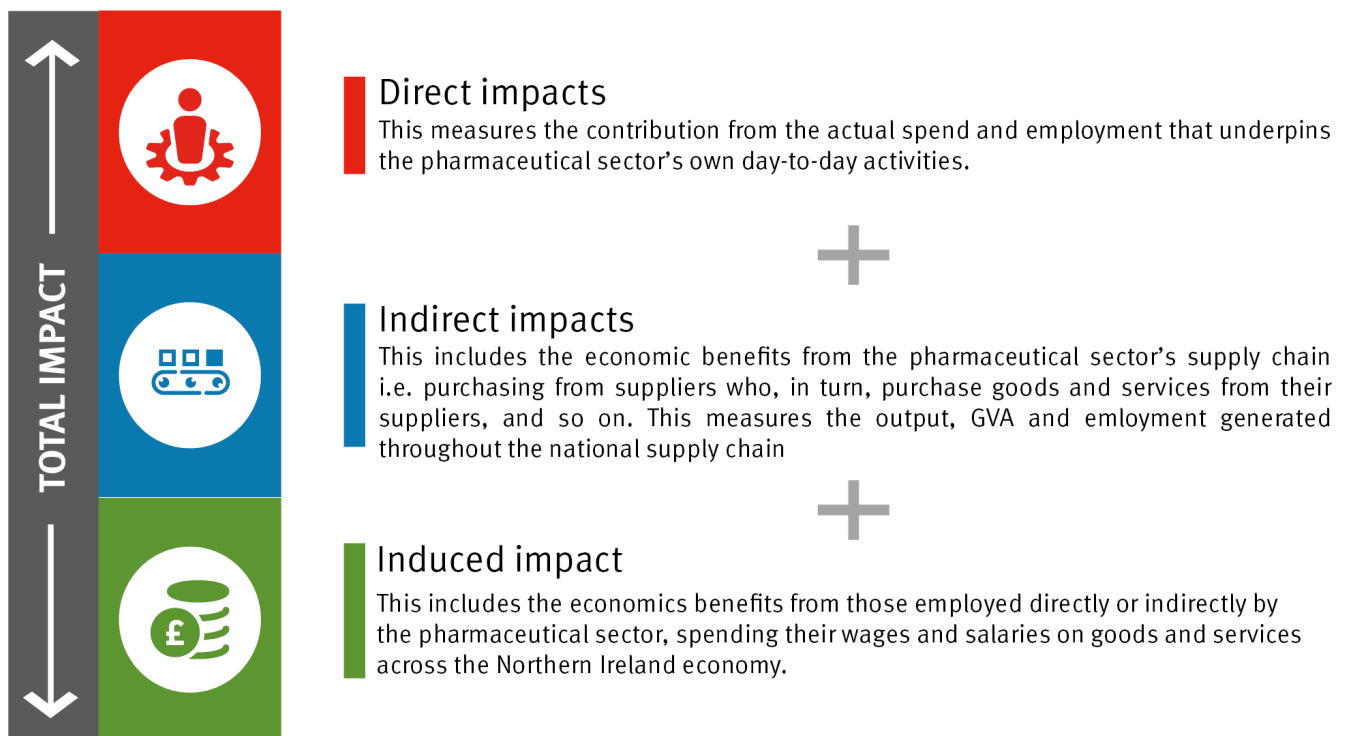 TOTAL IMPACT
Direct impacts
This measures the contribution from the actual spend and employment that underpins
the pharmaceutical sector's own day-to-day activities.
+
Indirect impacts
This includes the economic benefits from the pharmaceutical sector's supply chain
i.e. purchasing from suppliers who, in turn, purchase goods and services from their
suppliers, and so on. This measures the output, GVA and emloyment generated
throughout the national supply chain
+
£
Induced impact
This includes the economics benefits from those employed directly or indirectly by
the pharmaceutical sector, spending their wages and salaries on goods and services
across the Northern Ireland economy.